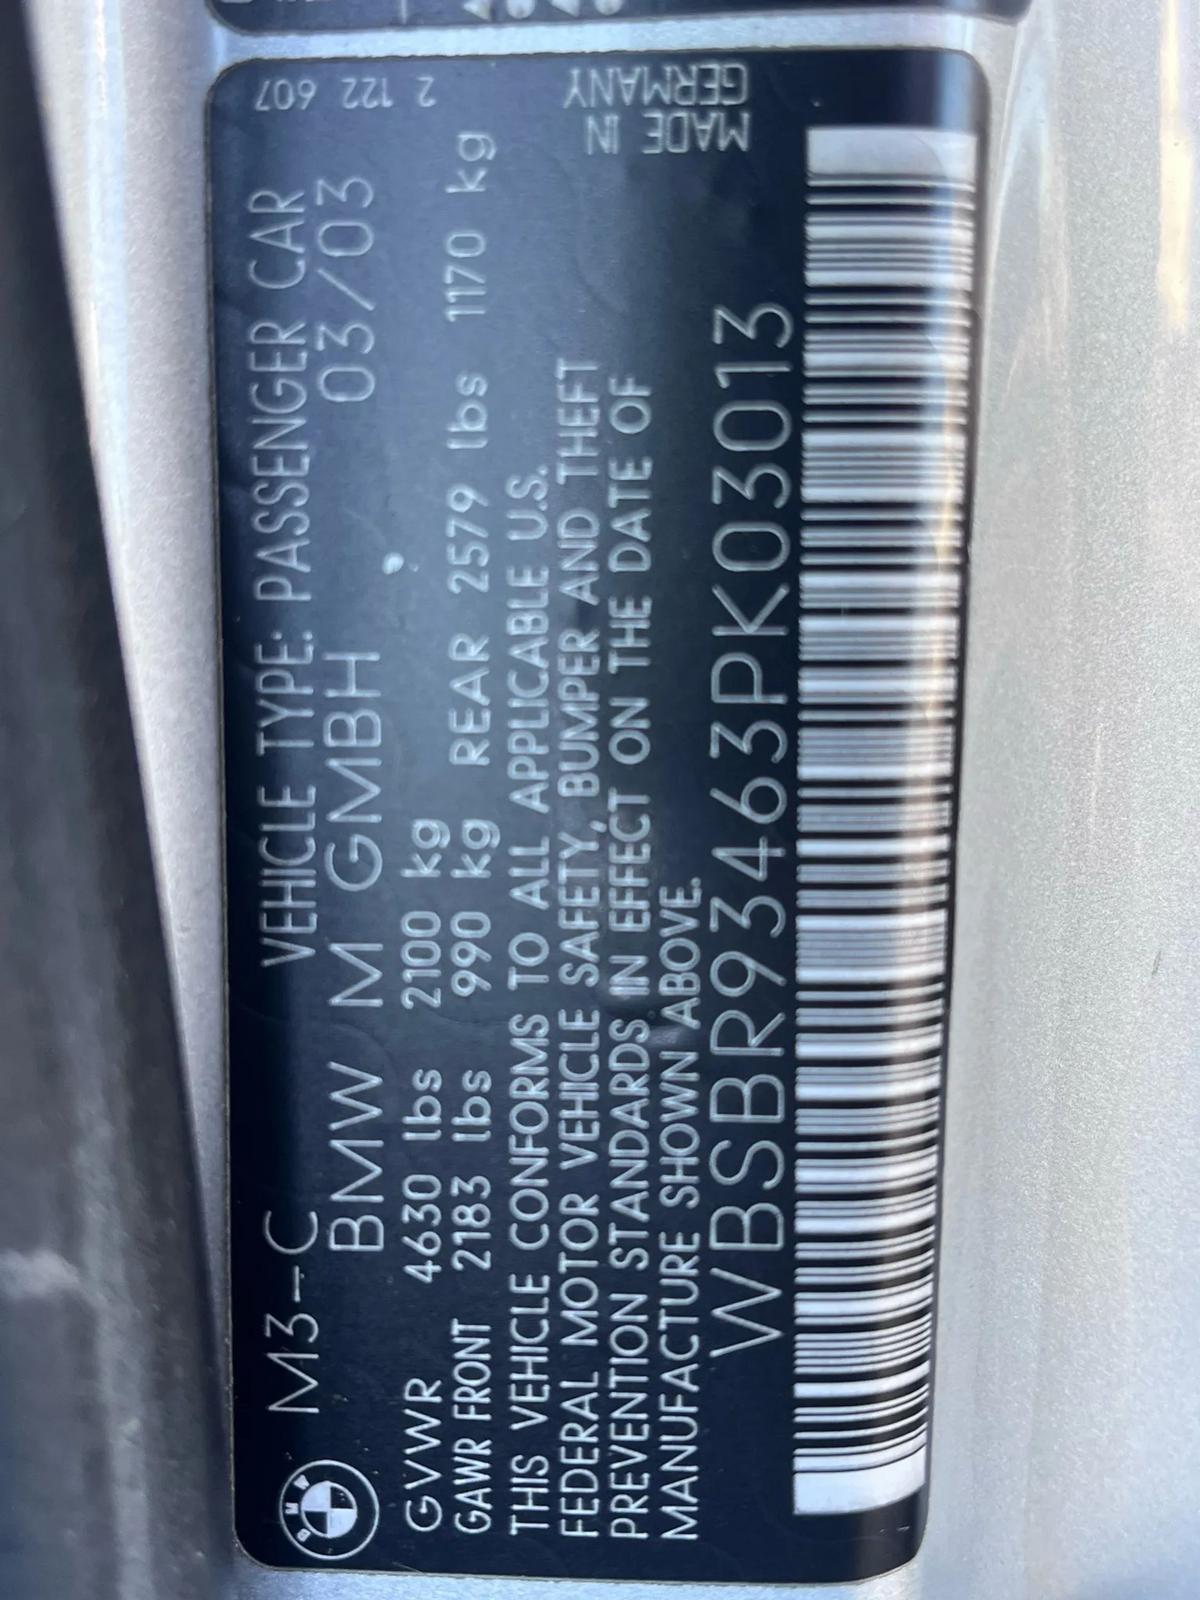 BMW
M3-C
VEHICLE TYPE: PASSENGER CAR
2 122 607
BMW M GMBH
03/03
GVWR 4630 lbs 2100 kg
GAWR FRONT 2183 lbs 990 kg REAR 2579 lbs 1170 kg
THIS VEHICLE CONFORMS TO ALL APPLICABLE U.S.
FEDERAL MOTOR VEHICLE SAFETY, BUMPER AND THEFT
PREVENTION STANDARDS IN EFFECT ON THE DATE OF
MANUFACTURE SHOWN ABOVE.
MADE IN
GERMANY
WBSBR93463PK03013